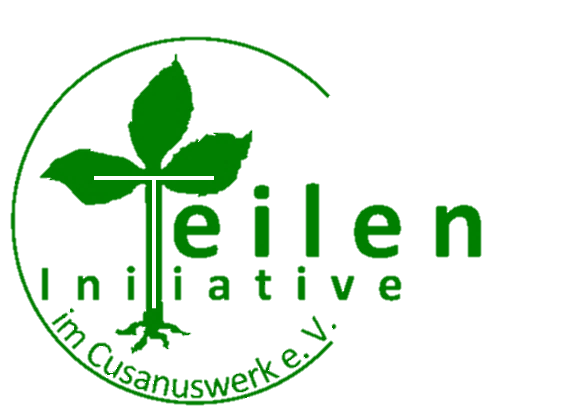 Teilen
Initiative
im Cusanuswerk e. V.